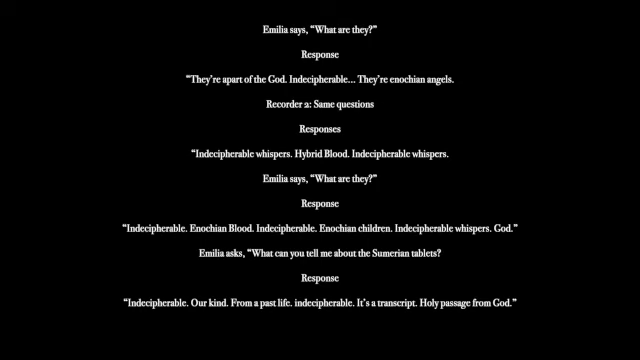 Emilia says, “What are they?”
Response
“They’re apart of the God. Indecipherable... They’re enochian angels.
Recorder 2: Same questions
Responses
“Indecipherable whispers. Hybrid Blood. Indecipherable whispers.
Emilia says, “What are they?”
Response
“Indecipherable. Enochian Blood. Indecipherable. Enochian children. Indecipherable whispers. God.”
Emilia asks, “What can you tell me about the Sumerian tablets?
Response
“Indecipherable. Our kind. From a past life. indecipherable. It’s a transcript. Holy passage from God.”